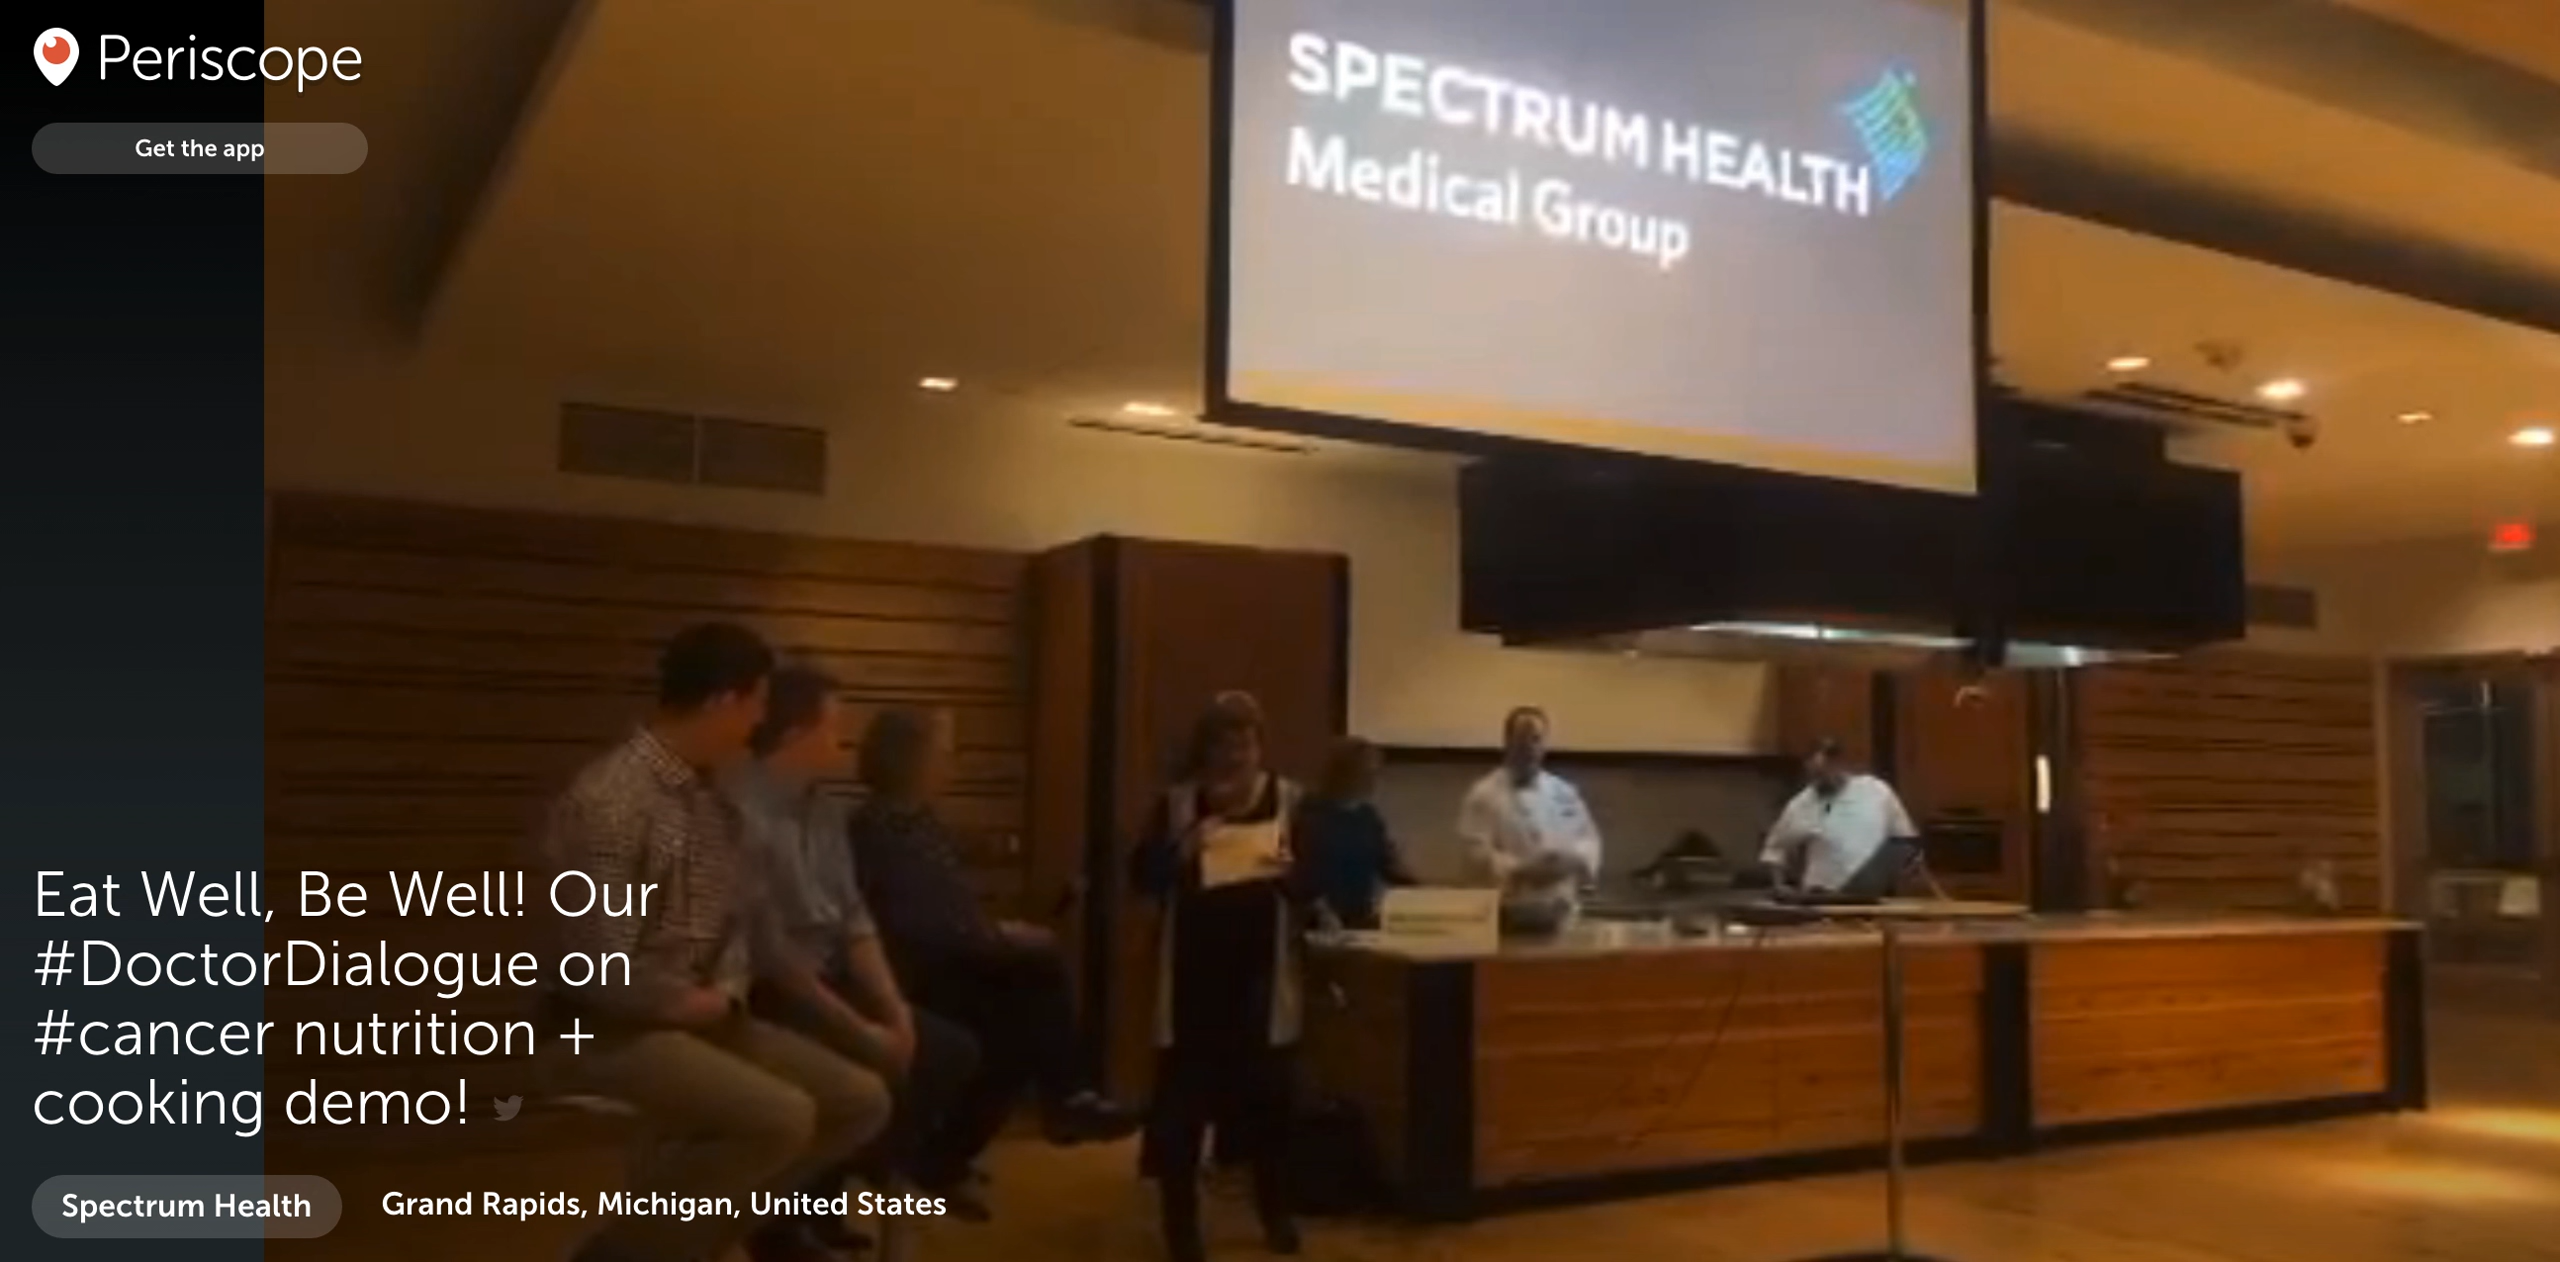 Periscope
Get the app
SPECTRUM HEALTH
Medical Group
Eat Well, Be Well! Our
#DoctorDialogue on
#cancer nutrition +
cooking demo!
Spectrum Health
Grand Rapids, Michigan, United States